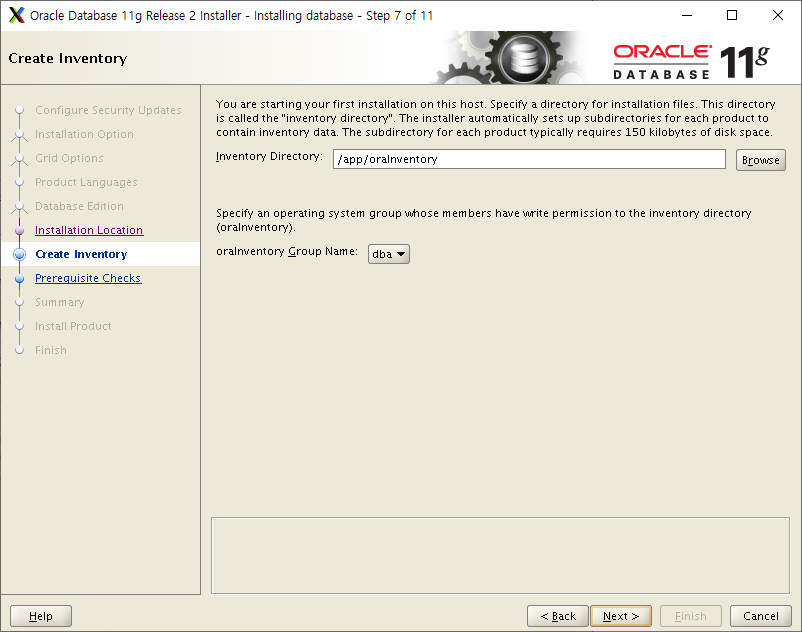 Oracle Database 11g Release 2 Installer - Installing database - Step 7 of 11
Create Inventory
ORACLE
DATABASE
11g
Configure Security Updates
Installation Option
Grid Options
Product Languages
Database Edition
Installation Location
Create Inventory
Prerequisite Checks
Summary
Install Product
Finish
You are starting your first installation on this host. Specify a directory for installation files. This directory
is called the "inventory directory". The installer automatically sets up subdirectories for each product to
contain inventory data. The subdirectory for each product typically requires 150 kilobytes of disk space.
Inventory Directory: /app/oraInventory Browse
Specify an operating system group whose members have write permission to the inventory directory
(oraInventory).
oraInventory Group Name: dba
Help < Back Next > Finish Cancel